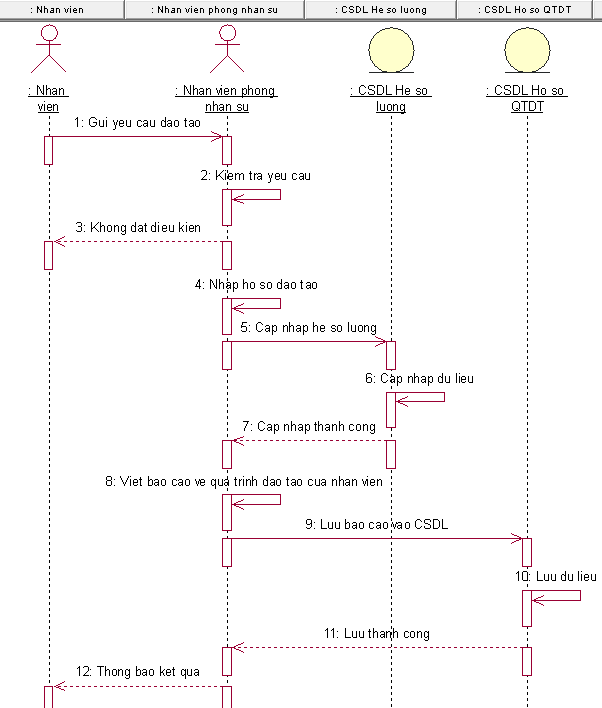 : Nhan vien
: Nhan vien phong nhan su
: CSDL He so luong
: CSDL Ho so QTDT
: Nhan
vien
: Nhan vien phong
nhan su
: CSDL He so
luong
: CSDL Ho so
QTDT
1: Gui yeu cau dao tao
2: Kiem tra yeu cau
3: Khong dat dieu kien
4: Nhap ho so dao tao
5: Cap nhap he so luong
6: Cap nhap du lieu
7: Cap nhap thanh cong
8: Viet bao cao ve qua trinh dao tao cua nhan vien
9: Luu bao cao vao CSDL
10: Luu du lieu
11: Luu thanh cong
12: Thong bao ket qua